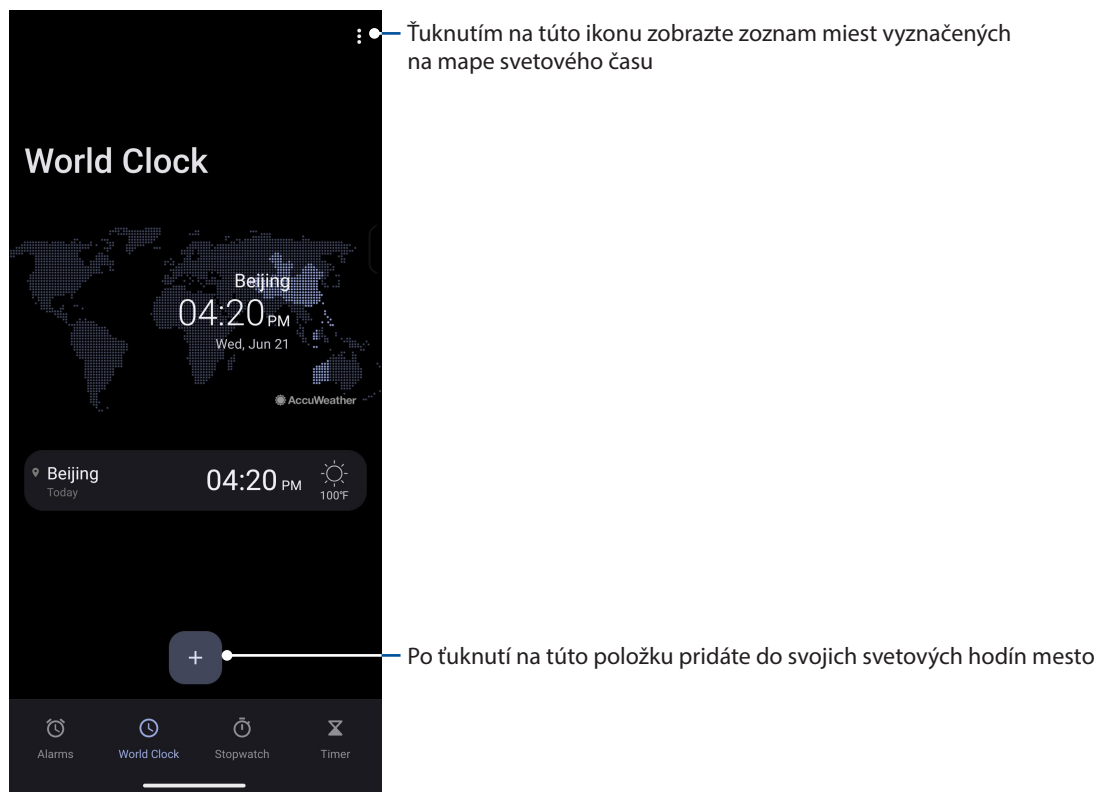 Ťuknutím na túto ikonu zobrazte zoznam miest vyznačených
na mape svetového času
World Clock
Beijing
04:20 PM
Wed, Jun 21
AccuWeather
Beijing
Today
04:20 PM
100°F
+
Po ťuknutí na túto položku pridáte do svojich svetových hodín mesto
Alarms
World Clock
Stopwatch
Timer